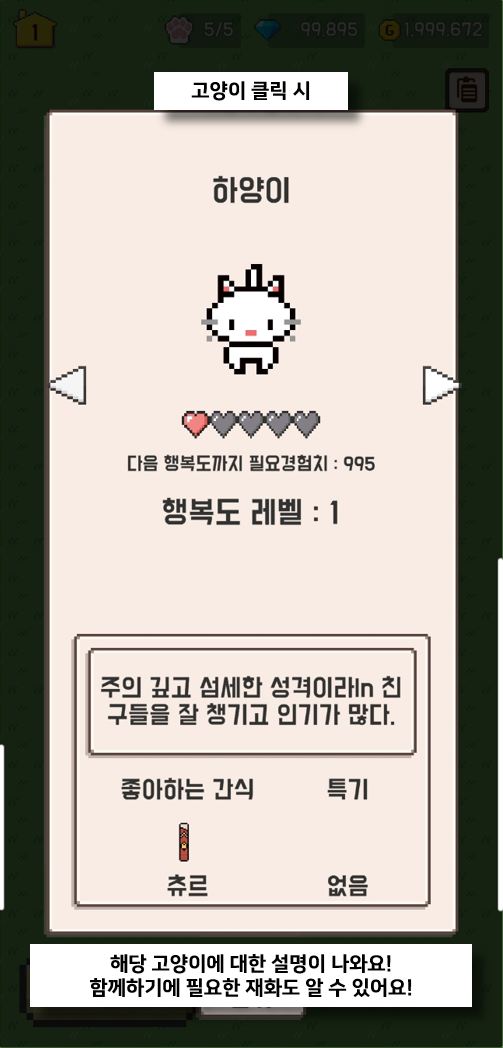 1
5/5
99,895
G 1,999,672
고양이 클릭 시
하양이
다음 행복도까지 필요경험치 : 995
행복도 레벨 : 1
주의 깊고 섬세한 성격이라\n 친
구들을 잘 챙기고 인기가 많다.
좋아하는 간식 특기
츄르 없음
해당 고양이에 대한 설명이 나와요!
함께하기에 필요한 재화도 알 수 있어요!